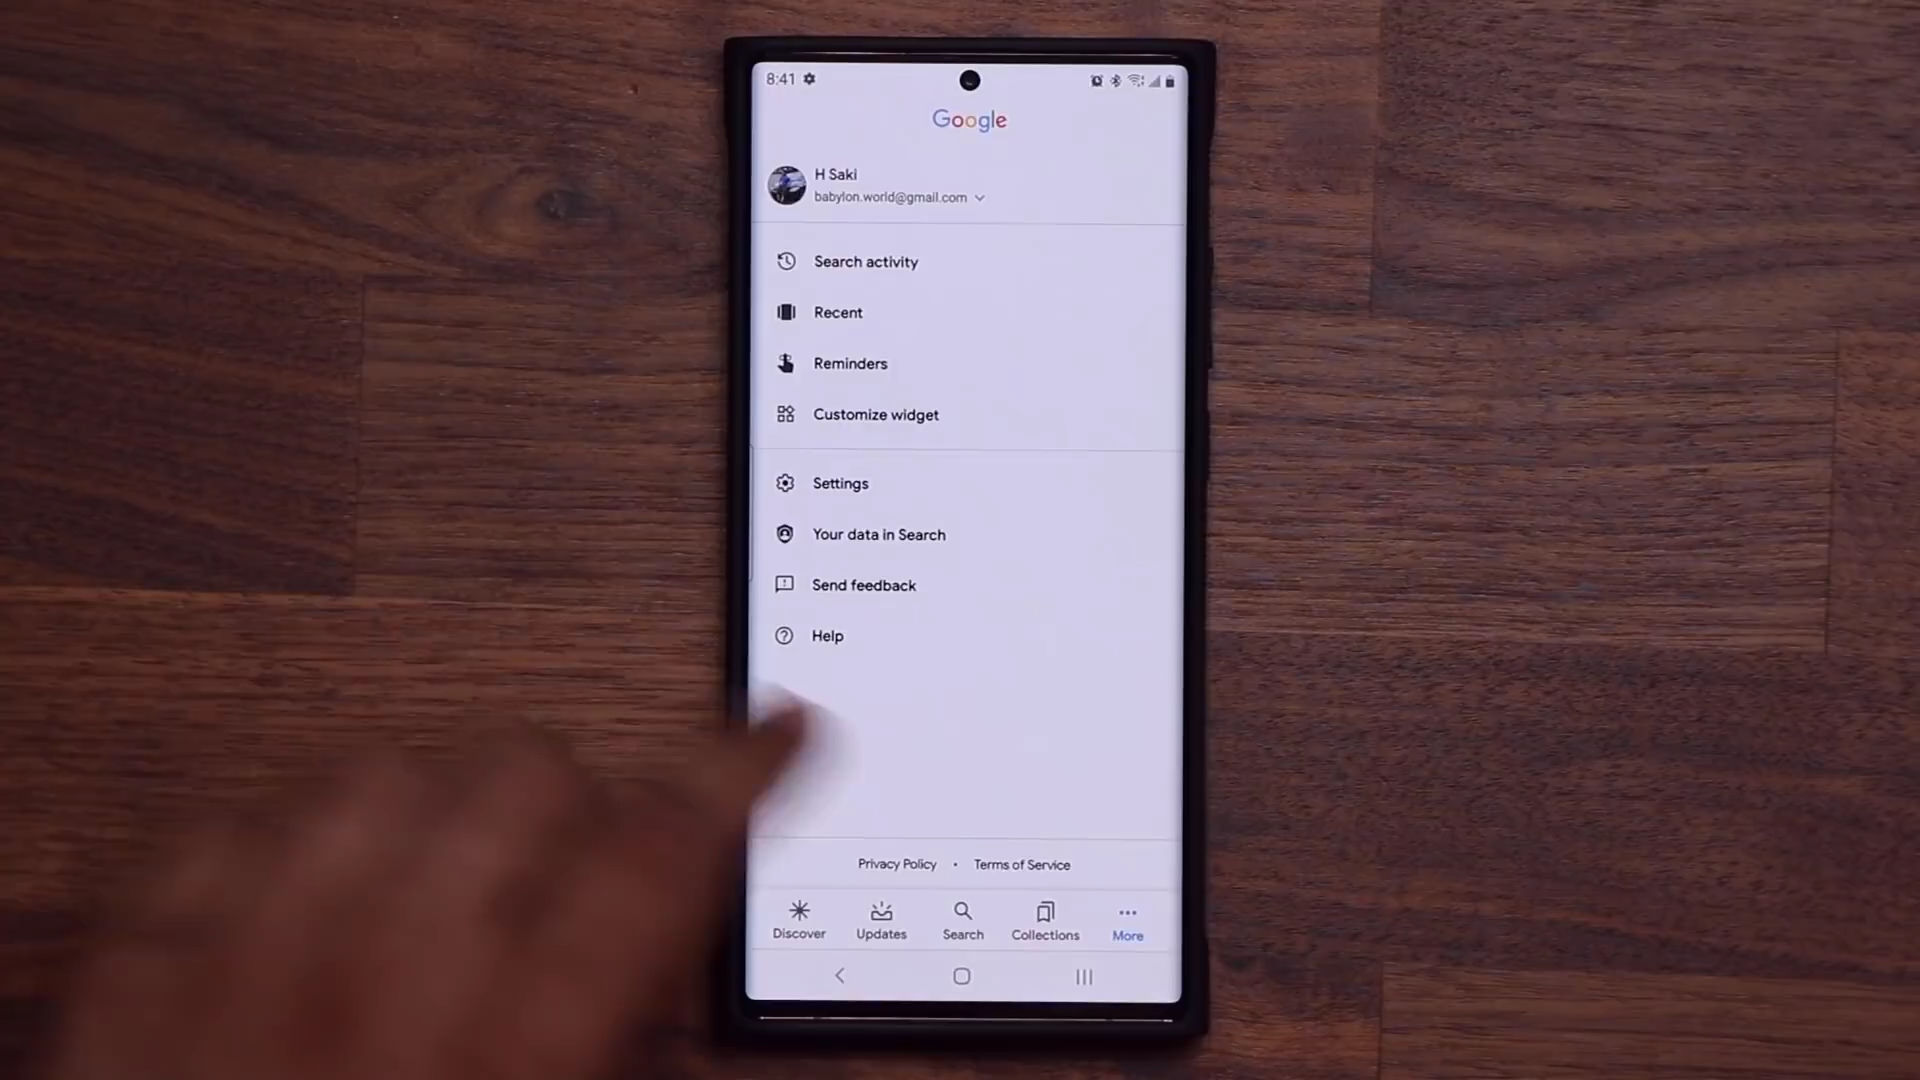 8:41
Google
H Saki
babylon.world@gmail.com
Search activity
Recent
Reminders
Customize widget
Settings
Your data in Search
Send feedback
Help
Privacy Policy • Terms of Service
Discover Updates Search Collections More